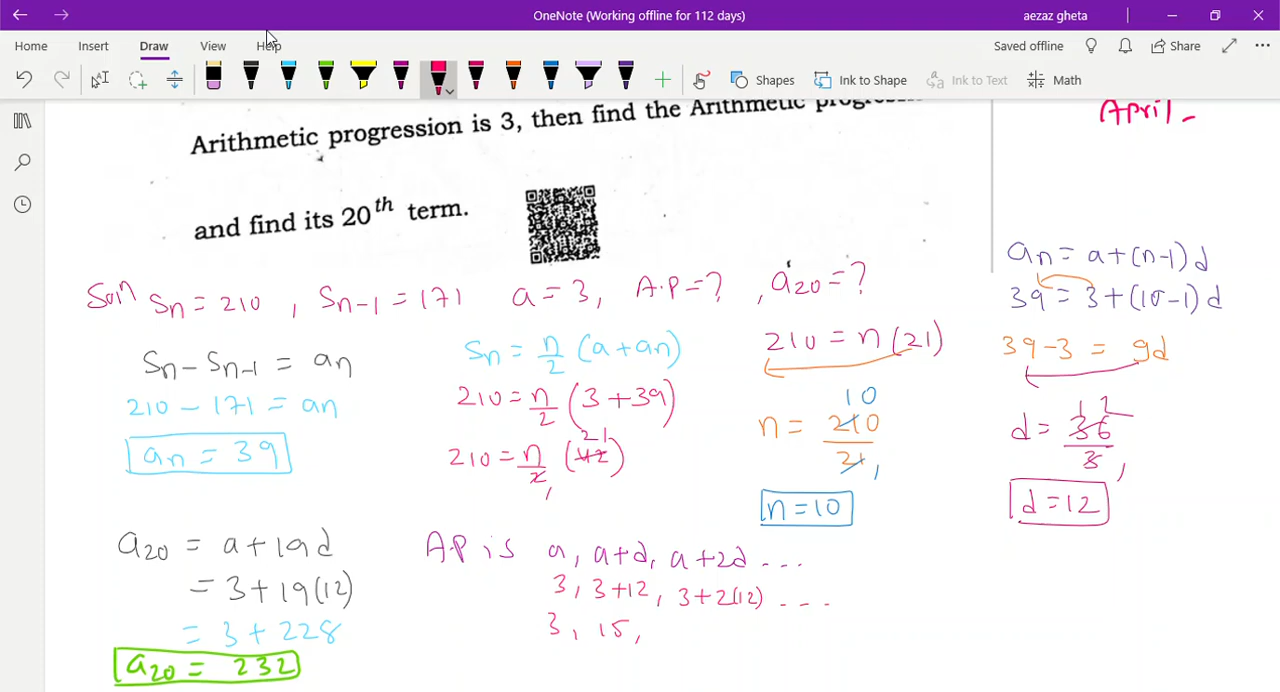 OneNote (Working offline for 112 days)
aezaz gheta
Home Insert Draw View Help
Saved offline Share
Shapes Ink to Shape Ink to Text Math
April -
Arithmetic progression is 3, then find the Arithmetic
and find its 20th term.
Soln Sn = 210 , Sn-1 = 171 a = 3, A.P = ? , a20 = ?
Sn - Sn-1 = an
210 - 171 = an
an = 39
Sn = n/2 (a + an)
210 = n/2 (3 + 39)
210 = n/2 (42) 21
210 = n (21)
n = 210/21 10
n = 10
an = a + (n-1) d
39 = 3 + (10-1) d
39 - 3 = 9d
d = 36/3 12
d = 12
a20 = a + 19d
= 3 + 19(12)
= 3 + 228
a20 = 232
AP is a, a+d, a+2d ...
3, 3+12, 3+2(12) ...
3, 15,